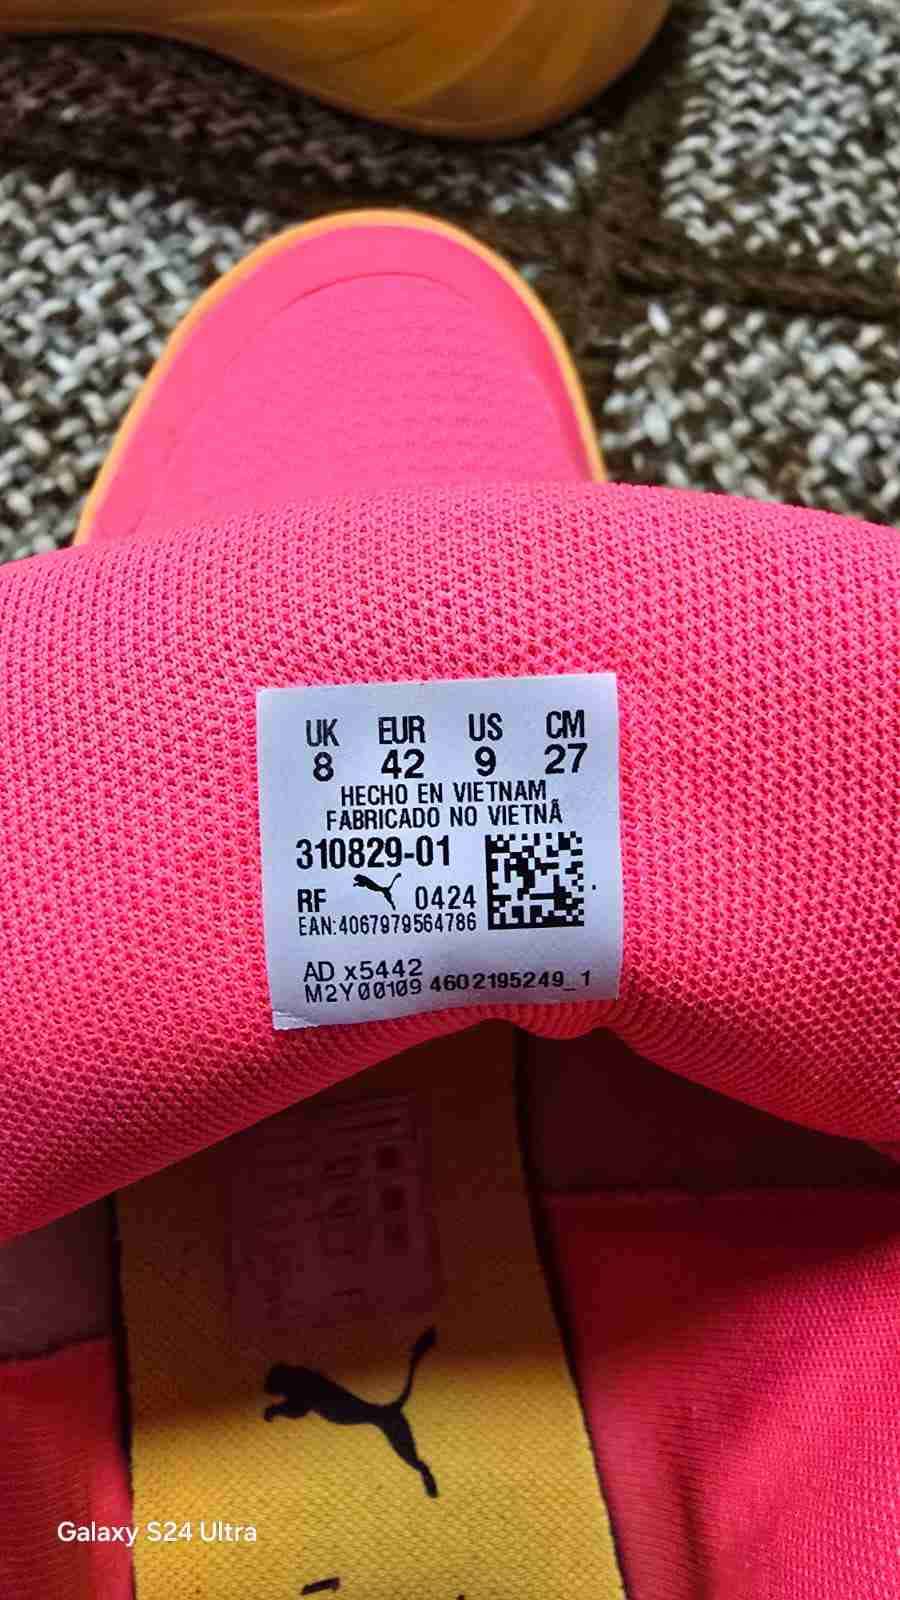 UK EUR US CM
8 42 9 27
HECHO EN VIETNAM
FABRICADO NO VIETNÃ
310829-01
RF 0424
EAN:4067979564786
AD x5442
M2Y00109 4602195249_1
Galaxy S24 Ultra